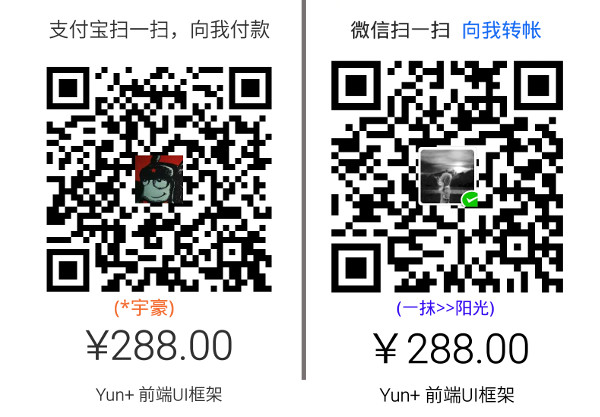 支付宝扫一扫，向我付款
(*宇豪)
¥288.00
Yun+ 前端UI框架
微信扫一扫 向我转帐
(一抹>>阳光)
￥288.00
Yun+ 前端UI框架